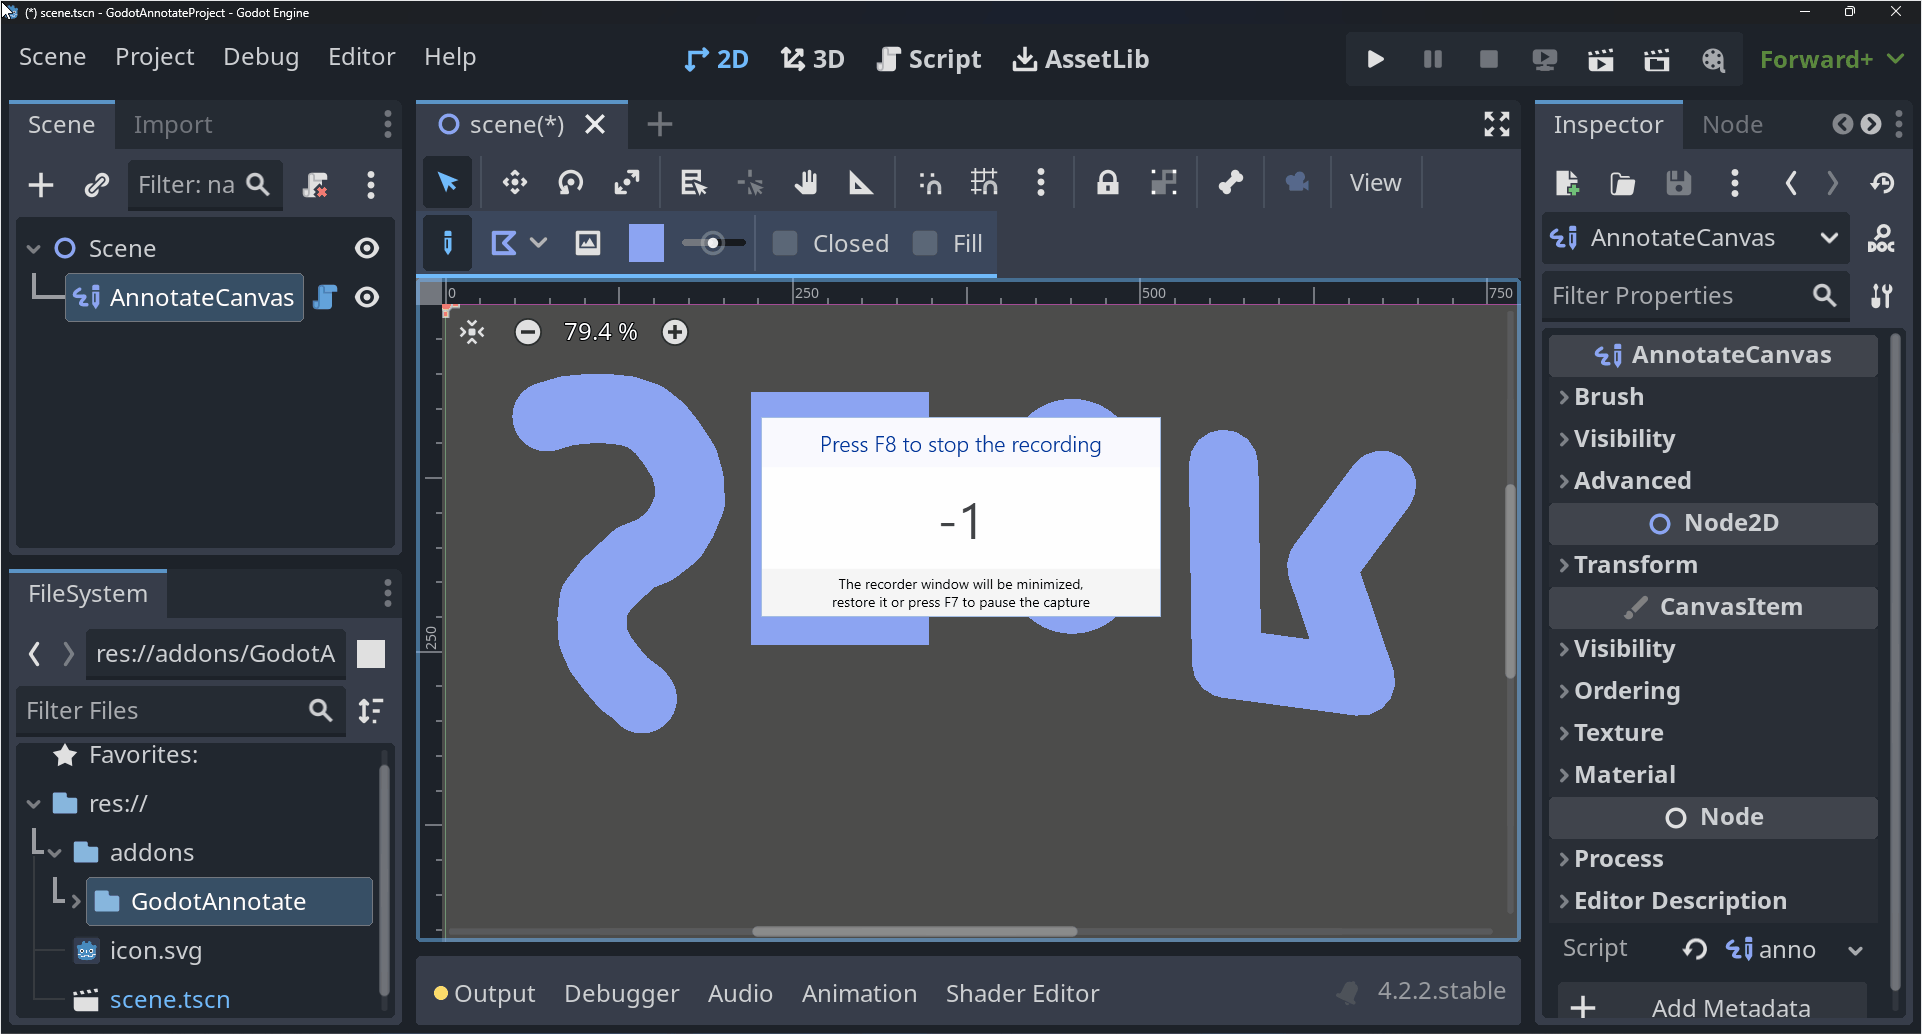 (*) scene.tscn - GodotAnnotateProject - Godot Engine
Scene Project Debug Editor Help
2D 3D Script AssetLib
Forward+
Scene Import
Filter: na
Scene
AnnotateCanvas
FileSystem
res://addons/GodotA
Filter Files
Favorites:
res://
addons
GodotAnnotate
icon.svg
scene.tscn
scene(*)
View
Closed Fill
0 250 500 750
79.4 %
250
Press F8 to stop the recording
-1
The recorder window will be minimized,
restore it or press F7 to pause the capture
Output Debugger Audio Animation Shader Editor
4.2.2.stable
Inspector Node
AnnotateCanvas
DOC
Filter Properties
AnnotateCanvas
Brush
Visibility
Advanced
Node2D
Transform
CanvasItem
Visibility
Ordering
Texture
Material
Node
Process
Editor Description
Script anno
Add Metadata